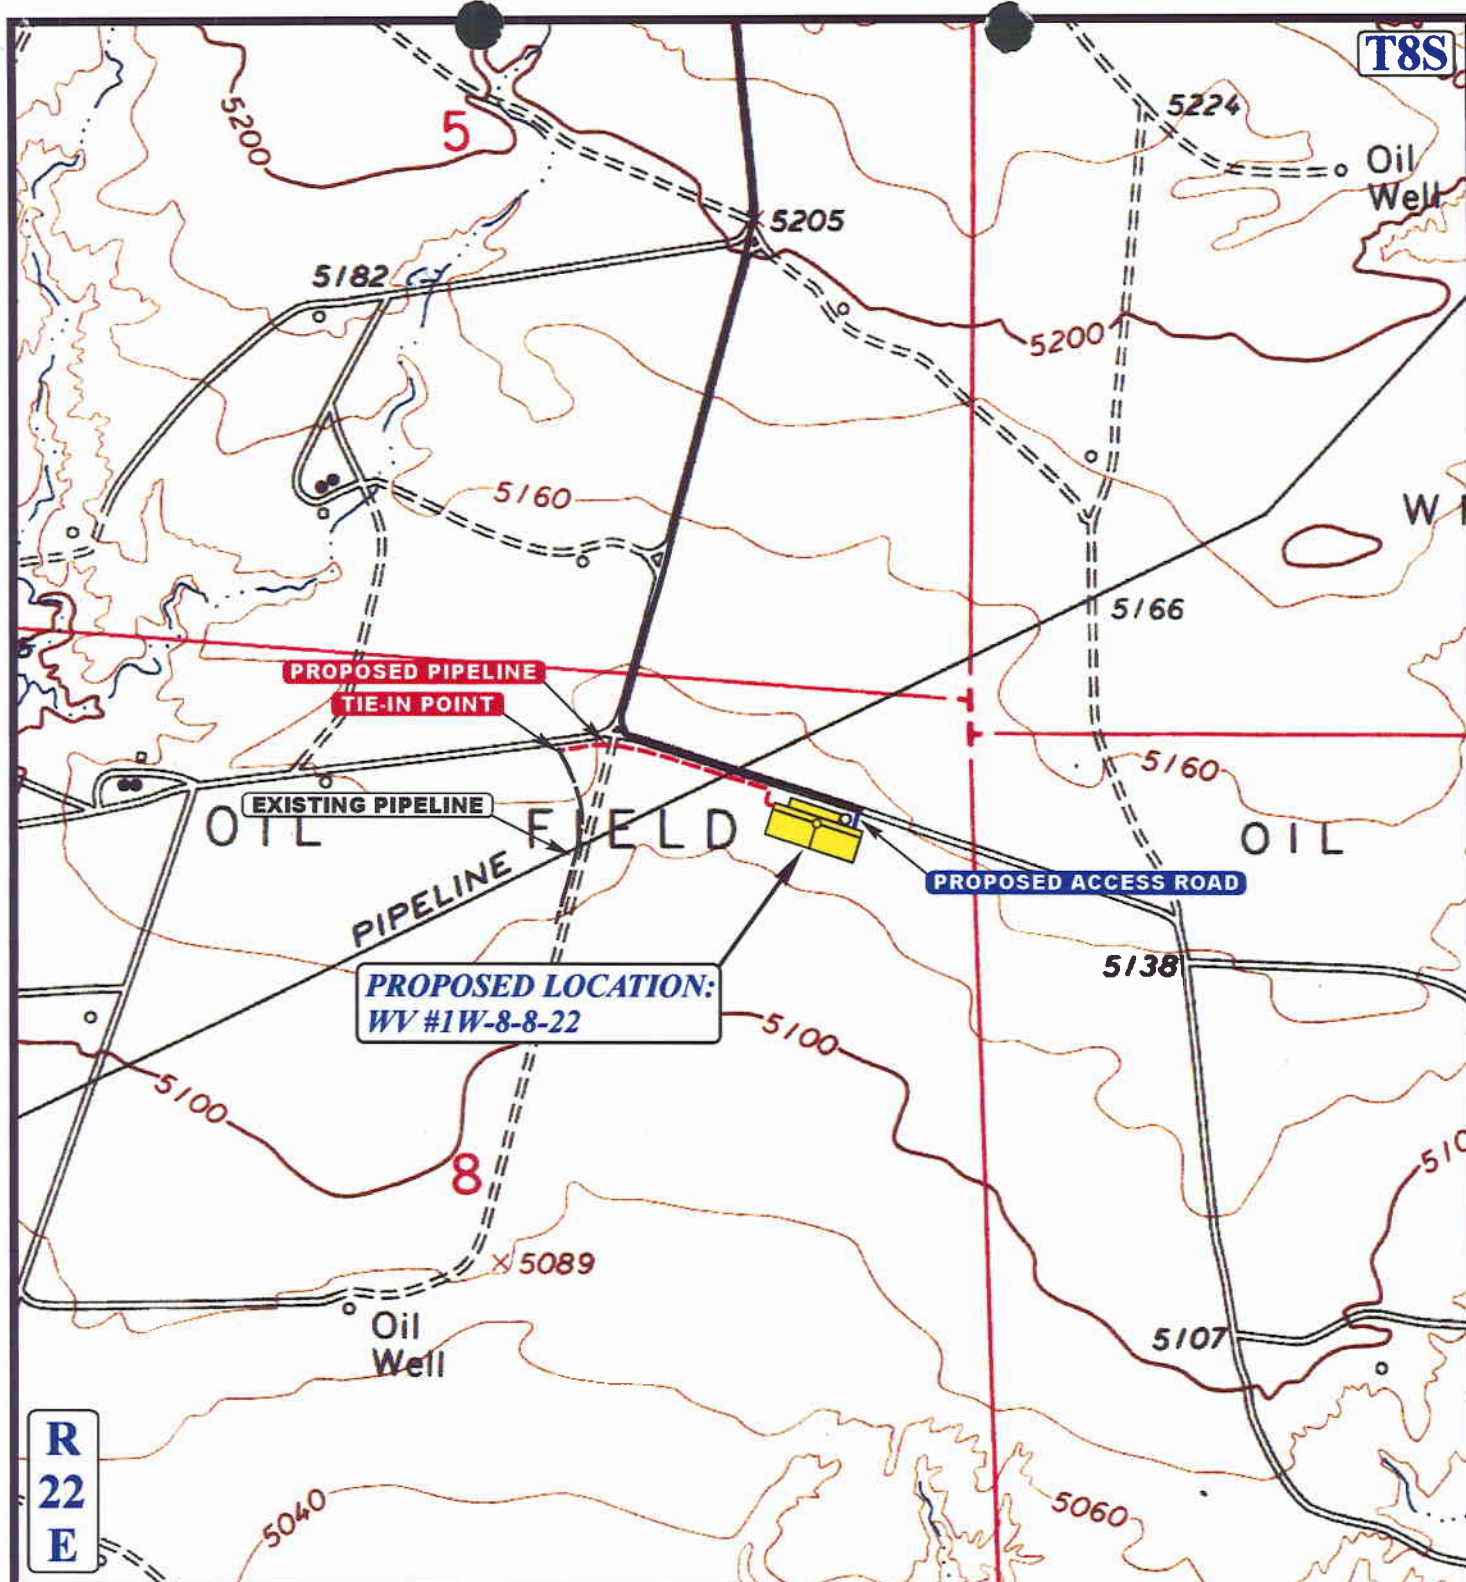 T8S
5224
5200
5
Oil
Well
5205
5182
5200
5160
5166
PROPOSED PIPELINE
TIE-IN POINT
5160
EXISTING PIPELINE
OIL FIELD
OIL
PROPOSED ACCESS ROAD
PIPELINE
5138
PROPOSED LOCATION:
WV #1W-8-8-22
5100
5100
8
5089
Oil
Well
5107
R
22
E
5040
5060